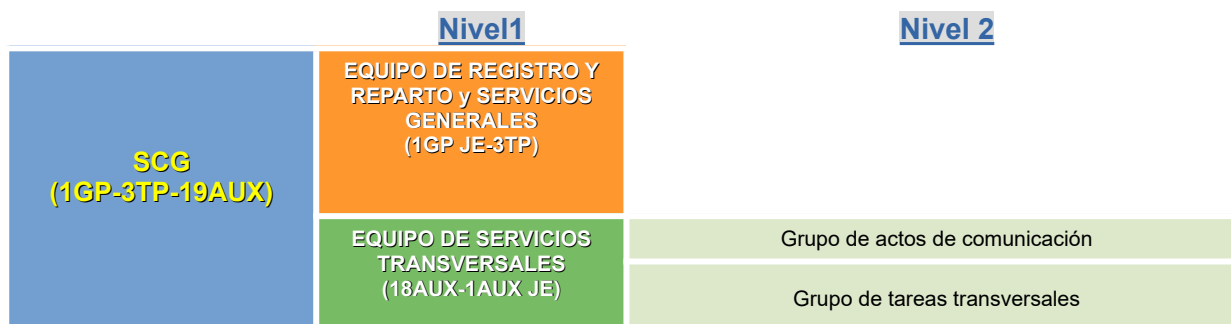 Nivel1
Nivel 2
SCG
(1GP-3TP-19AUX)
EQUIPO DE REGISTRO Y
REPARTO y SERVICIOS
GENERALES
(1GP JE-3TP)
EQUIPO DE SERVICIOS
TRANSVERSALES
(18AUX-1AUX JE)
Grupo de actos de comunicación
Grupo de tareas transversales